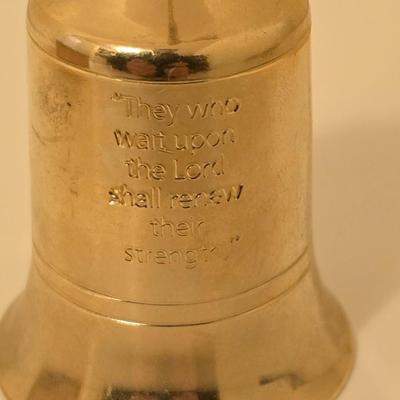 "They who
wait upon
the Lord
shall renew
their
strength."